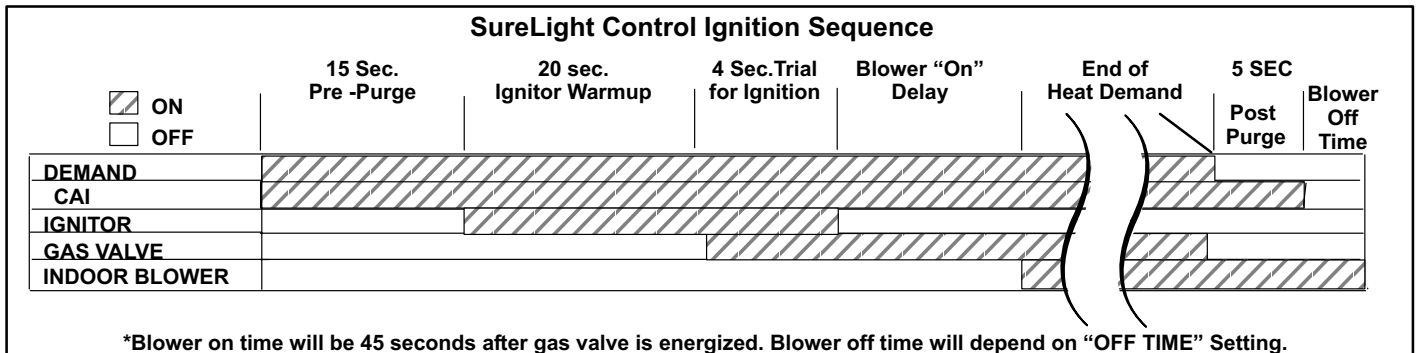 SureLight Control Ignition Sequence
15 Sec. 20 sec. 4 Sec.Trial Blower “On” End of 5 SEC
Pre -Purge Ignitor Warmup for Ignition Delay Heat Demand
ON
OFF
Post
Purge
Blower
Off
Time
DEMAND
CAI
IGNITOR
GAS VALVE
INDOOR BLOWER
*Blower on time will be 45 seconds after gas valve is energized. Blower off time will depend on “OFF TIME” Setting.